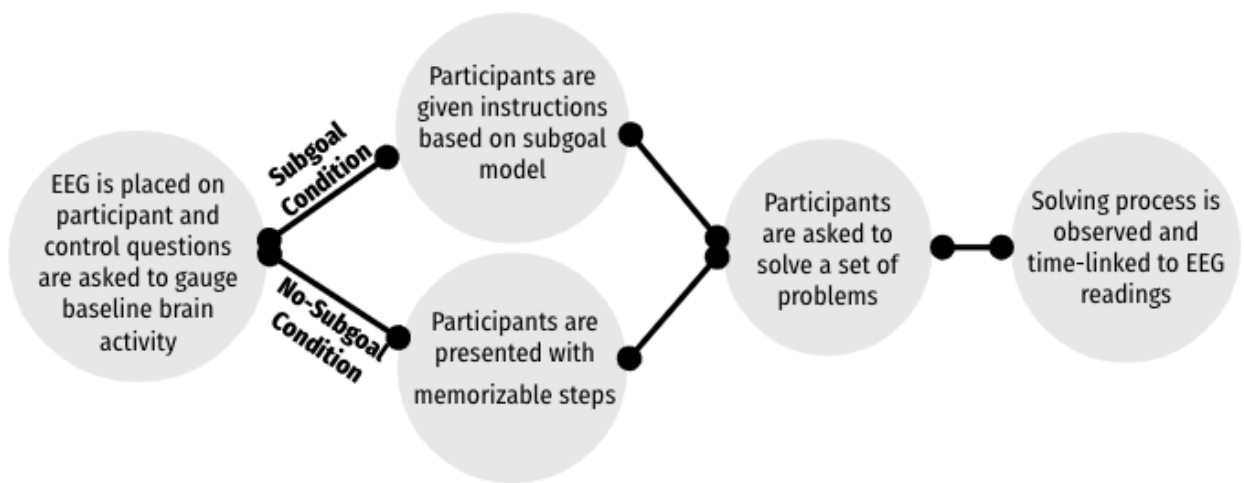 EEG is placed on
participant and
control questions
are asked to gauge
baseline brain
activity
Subgoal
Condition
No-Subgoal
Condition
Participants are
given instructions
based on subgoal
model
Participants are
presented with
memorizable steps
Participants
are asked to
solve a set of
problems
Solving process is
observed and
time-linked to EEG
readings